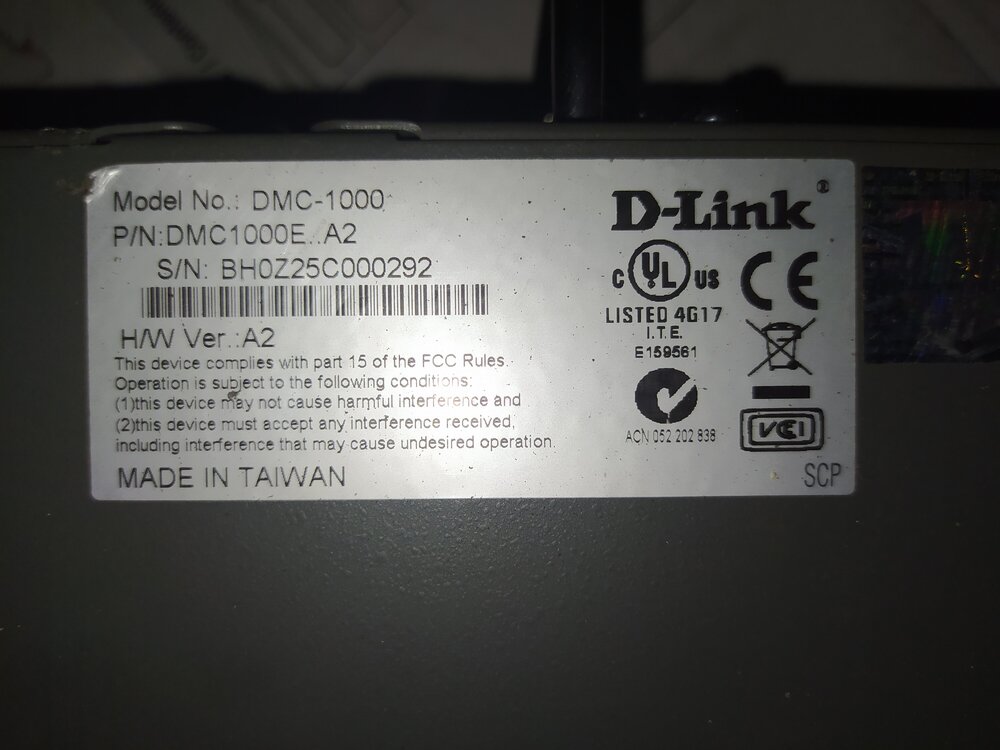 Model No.: DMC-1000
P/N:DMC1000E..A2
S/N: BH0Z25C000292
H/W Ver.:A2
This device complies with part 15 of the FCC Rules.
Operation is subject to the following conditions:
(1)this device may not cause harmful interference and
(2)this device must accept any interference received,
including interference that may cause undesired operation.
MADE IN TAIWAN
D-Link®
C UL US
LISTED 4G17
I.T.E.
E159561
CE
ACN 052 202 838
VCI
SCP